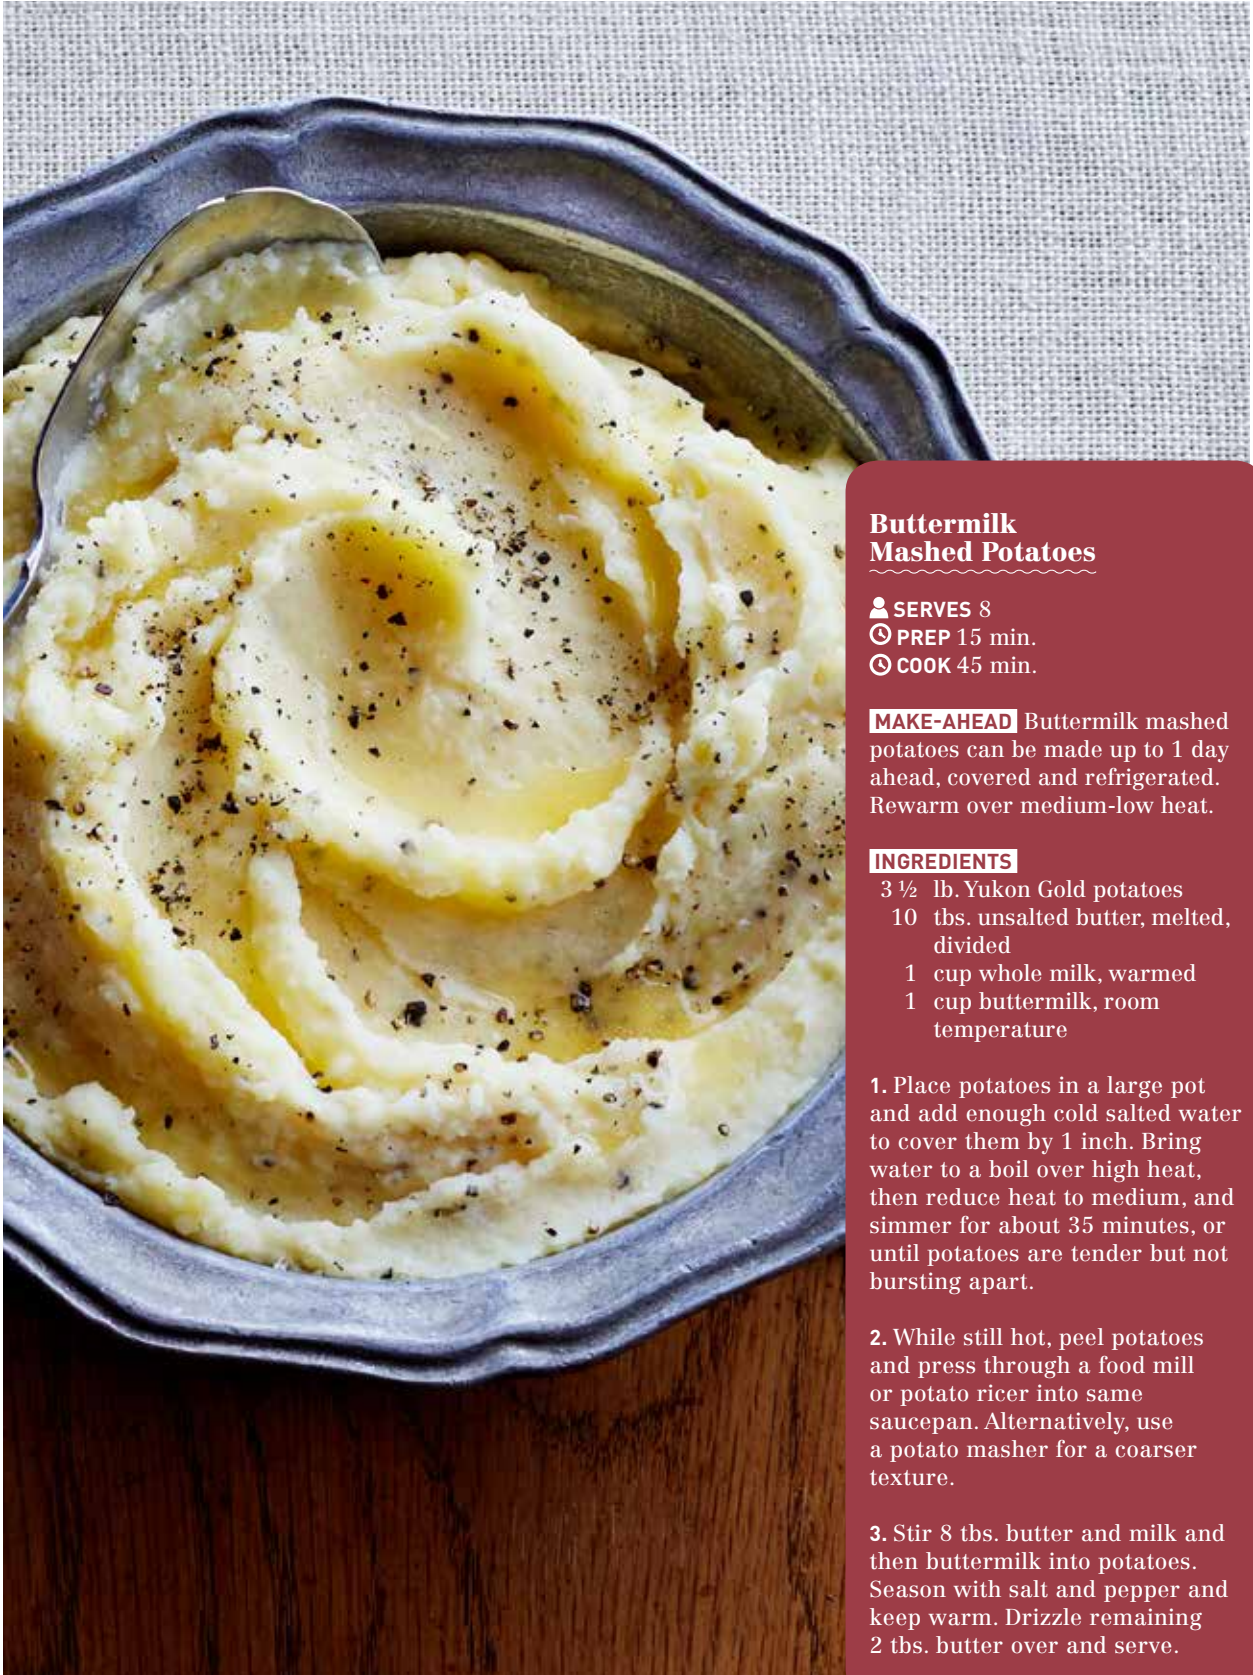 Buttermilk
Mashed Potatoes
SERVES 8
PREP 15 min.
COOK 45 min.
MAKE-AHEAD Buttermilk mashed
potatoes can be made up to 1 day
ahead, covered and refrigerated.
Rewarm over medium-low heat.
INGREDIENTS
3 ½ lb. Yukon Gold potatoes
10 tbs. unsalted butter, melted,
divided
1 cup whole milk, warmed
1 cup buttermilk, room
temperature
1. Place potatoes in a large pot
and add enough cold salted water
to cover them by 1 inch. Bring
water to a boil over high heat,
then reduce heat to medium, and
simmer for about 35 minutes, or
until potatoes are tender but not
bursting apart.
2. While still hot, peel potatoes
and press through a food mill
or potato ricer into same
saucepan. Alternatively, use
a potato masher for a coarser
texture.
3. Stir 8 tbs. butter and milk and
then buttermilk into potatoes.
Season with salt and pepper and
keep warm. Drizzle remaining
2 tbs. butter over and serve.